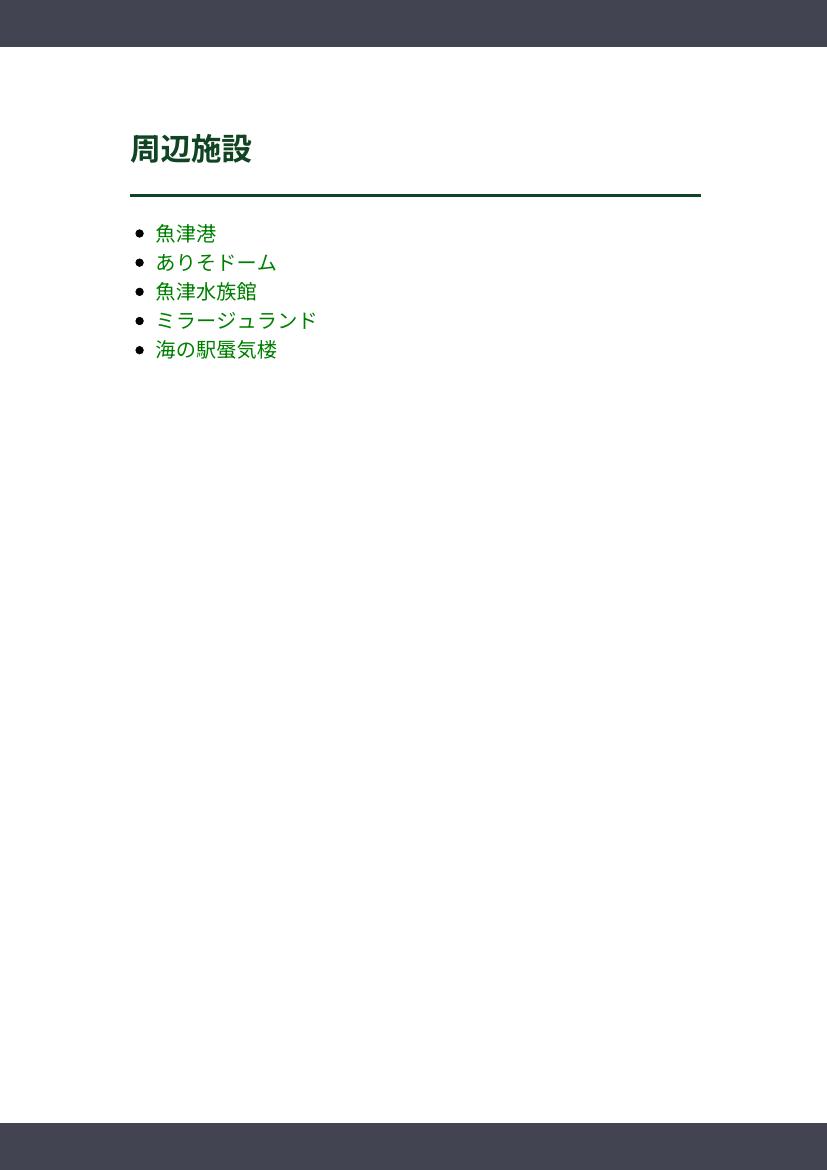 周辺施設
魚津港
ありそドーム
魚津水族館
ミラージュランド
海の駅蜃気楼